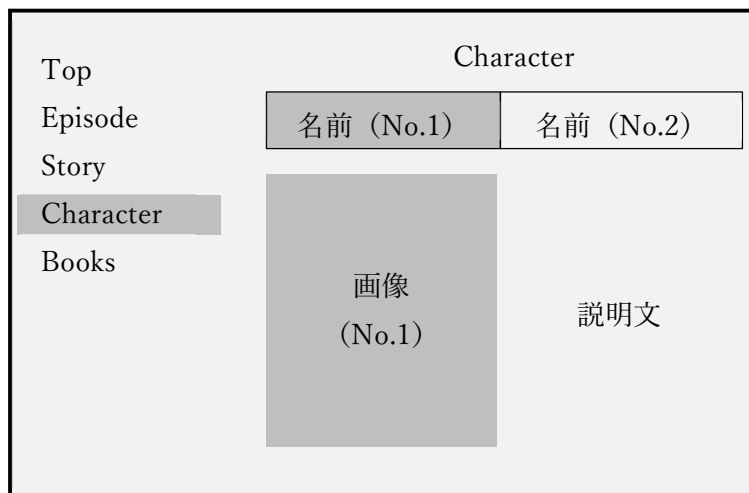 Top
Episode
Story
Character
Books
Character
名前（No.1）
名前（No.2）
画像
（No.1）
説明文